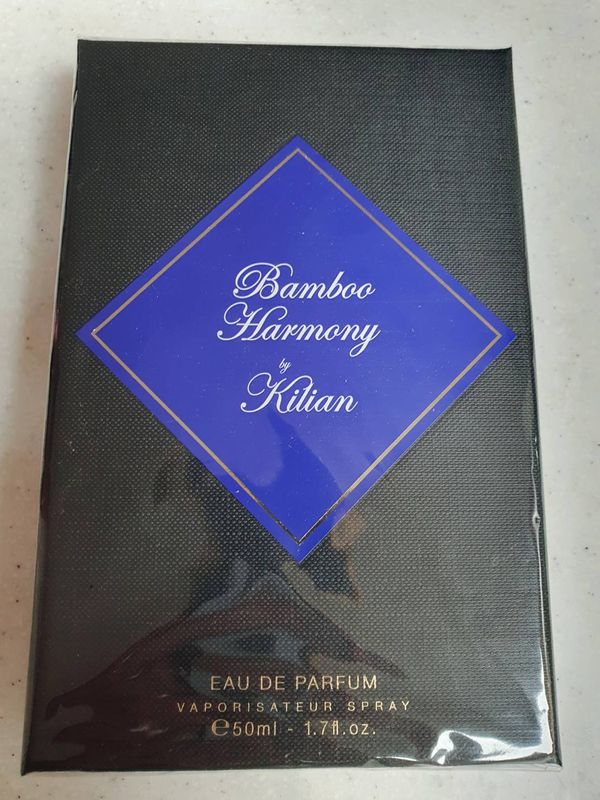 Bamboo
Harmony
by
Kilian
EAU DE PARFUM
VAPORISATEUR SPRAY
℮50ml - 1.7fl.oz.